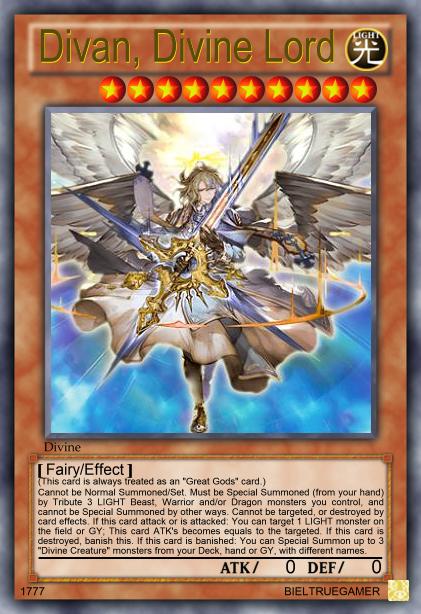 Divan, Divine Lord
LIGHT
光
Divine
[ Fairy/Effect ]
(This card is always treated as an "Great Gods" card.)
Cannot be Normal Summoned/Set. Must be Special Summoned (from your hand)
by Tribute 3 LIGHT Beast, Warrior and/or Dragon monsters you control, and
cannot be Special Summoned by other ways. Cannot be targeted, or destroyed by
card effects. If this card attack or is attacked: You can target 1 LIGHT monster on
the field or GY; This card ATK's becomes equals to the targeted. If this card is
destroyed, banish this. If this card is banished: You can Special Summon up to 3
"Divine Creature" monsters from your Deck, hand or GY, with different names.
ATK/ 0 DEF/ 0
1777 BIELTRUEGAMER